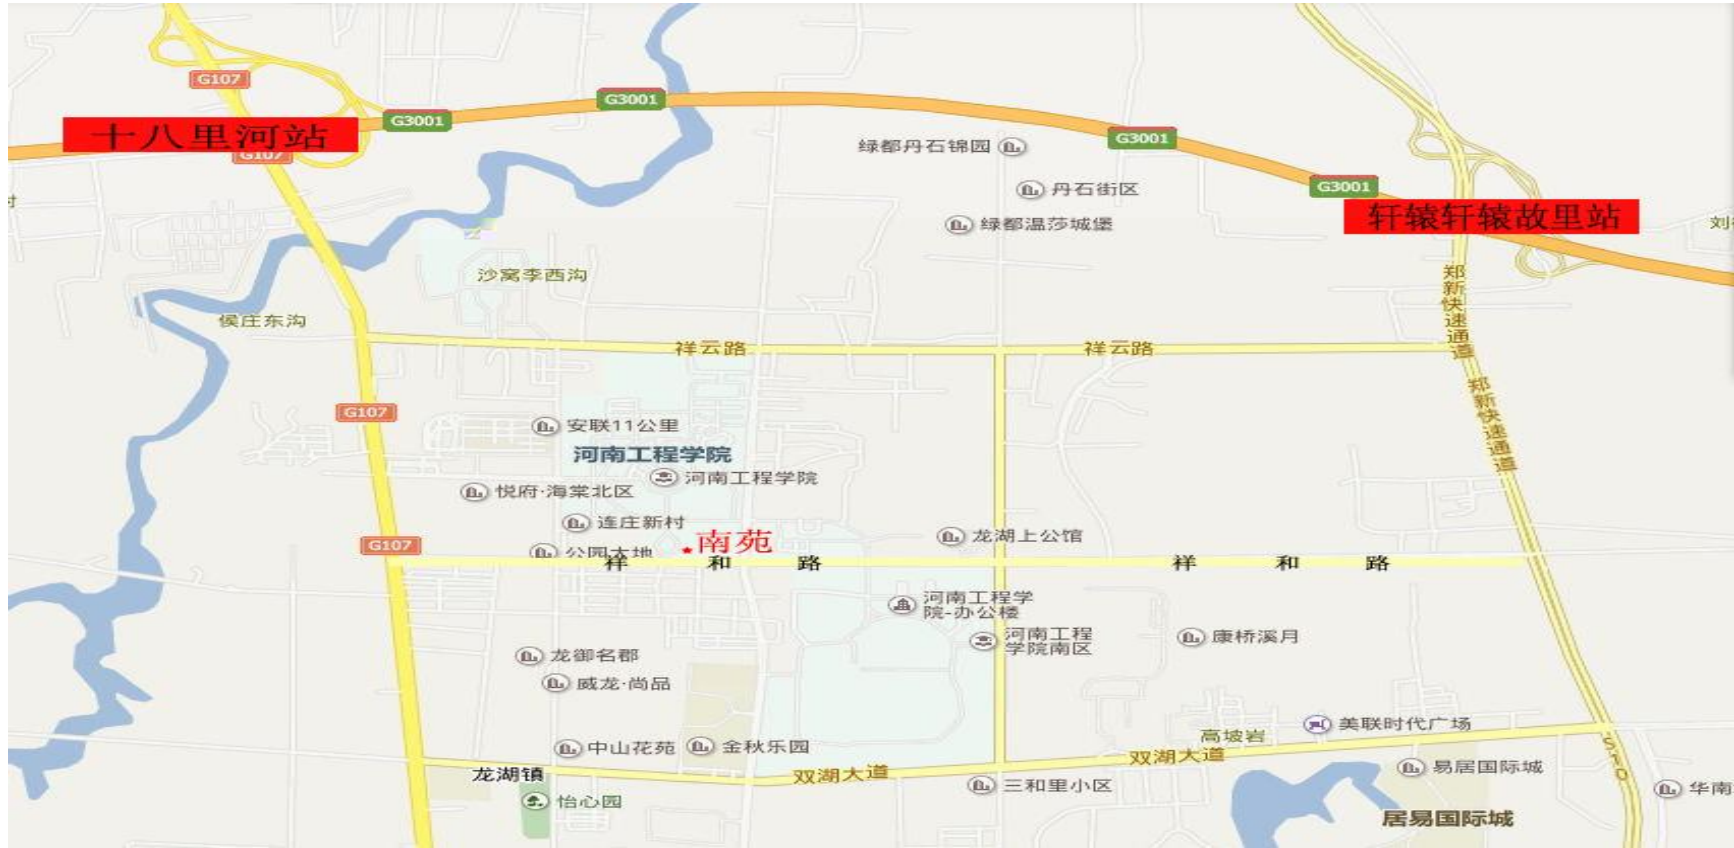 G107
G3001
G3001
十八里河站
G107
G3001
绿都丹石锦园
丹石街区
G3001
轩辕轩辕故里站
绿都温莎城堡
刘
沙窝李西沟
侯庄东沟
郑新快速通道
祥云路
祥云路
郑新快速通道
G107
安联11公里
河南工程学院
河南工程学院
悦府·海棠北区
连庄新村
南苑
龙湖上公馆
G107
公园大地
祥和路
祥和路
河南工程学
院-办公楼
河南工程
学院南区
康桥溪月
龙御名郡
威龙·尚品
美联时代广场
高坡岩
中山花苑
金秋乐园
双湖大道
双湖大道
S10
龙湖镇
易居国际城
三和里小区
华南
怡心园
居易国际城